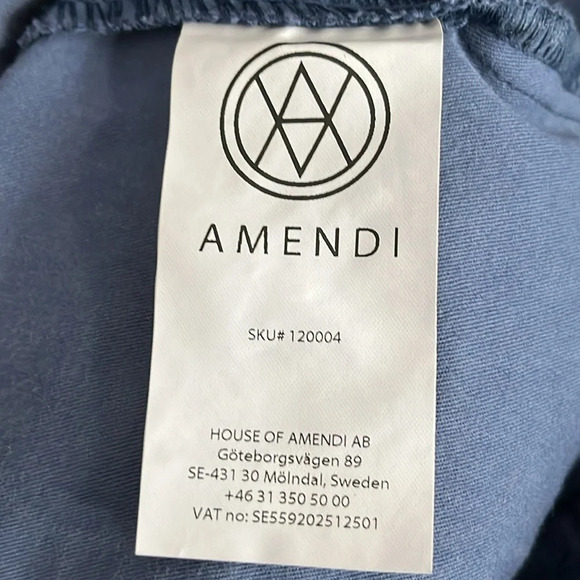 AMENDI
SKU# 120004
HOUSE OF AMENDI AB
Göteborgsvägen 89
SE-431 30 Mölndal, Sweden
+46 31 350 50 00
VAT no: SE559202512501